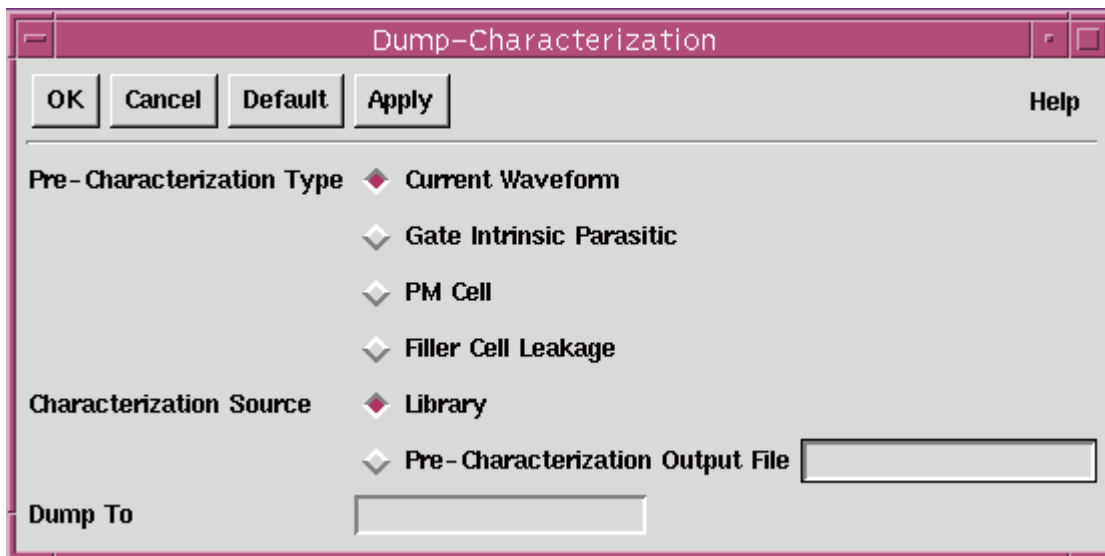 Dump-Characterization
OK Cancel Default Apply Help
Pre-Characterization Type Current Waveform
Gate Intrinsic Parasitic
PM Cell
Filler Cell Leakage
Characterization Source Library
Pre-Characterization Output File
Dump To